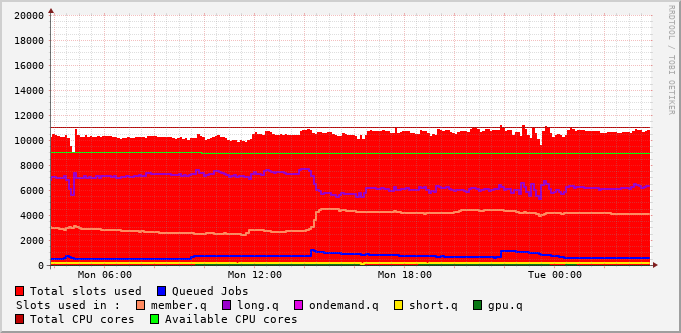 RRDTOOL / TOBI OETIKER
20000
18000
16000
14000
12000
10000
8000
6000
4000
2000
0
Mon 06:00 Mon 12:00 Mon 18:00 Tue 00:00
Total slots used Queued Jobs
Slots used in : member.q long.q ondemand.q short.q gpu.q
Total CPU cores Available CPU cores